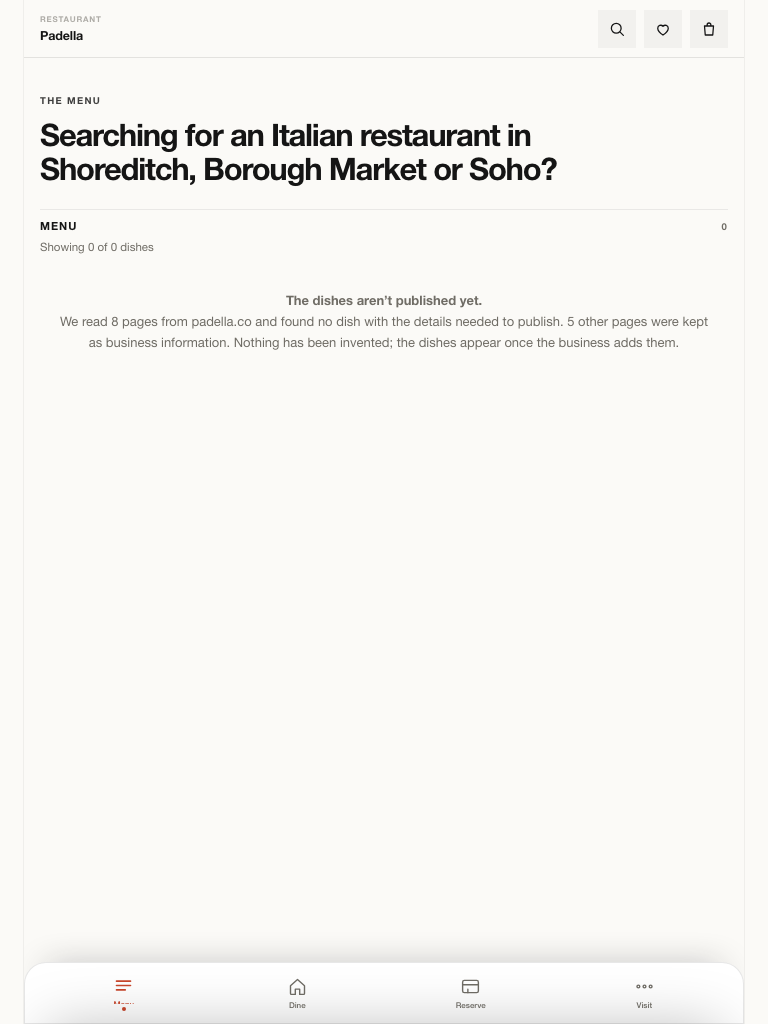 RESTAURANT
Padella
THE MENU
Searching for an Italian restaurant in
Shoreditch, Borough Market or Soho?
MENU
0
Showing 0 of 0 dishes
The dishes aren't published yet.
We read 8 pages from padella.co and found no dish with the details needed to publish. 5 other pages were kept
as business information. Nothing has been invented; the dishes appear once the business adds them.
Dine
Reserve
Visit